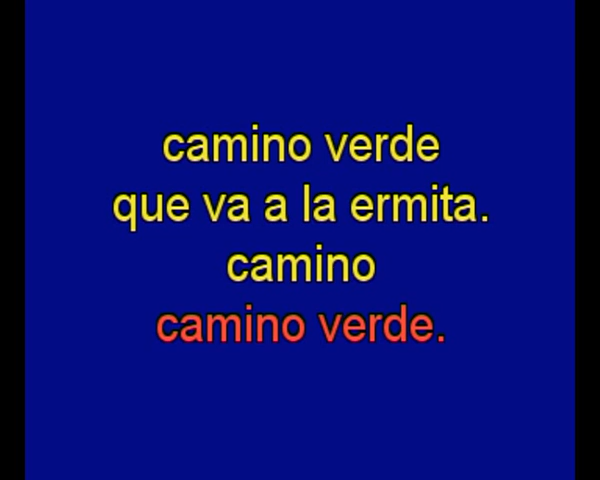 camino verde
que va a la ermita.
camino
camino verde.